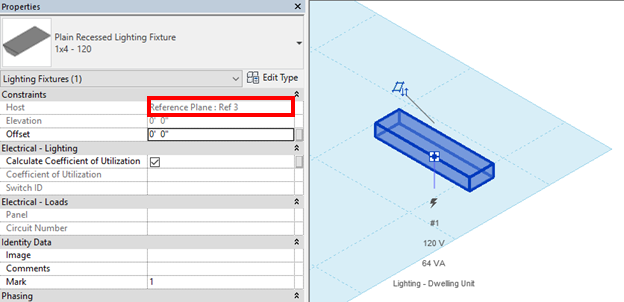 Properties
Plain Recessed Lighting Fixture
1x4 - 120
Lighting Fixtures (1)
Edit Type
Constraints
Host Reference Plane : Ref 3
Elevation 0' 0"
Offset 0' 0"
Electrical - Lighting
Calculate Coefficient of Utilization
Coefficient of Utilization
Switch ID
Electrical - Loads
Panel
Circuit Number
Identity Data
Image
Comments
Mark 1
Phasing
#1
120 V
64 VA
Lighting - Dwelling Unit